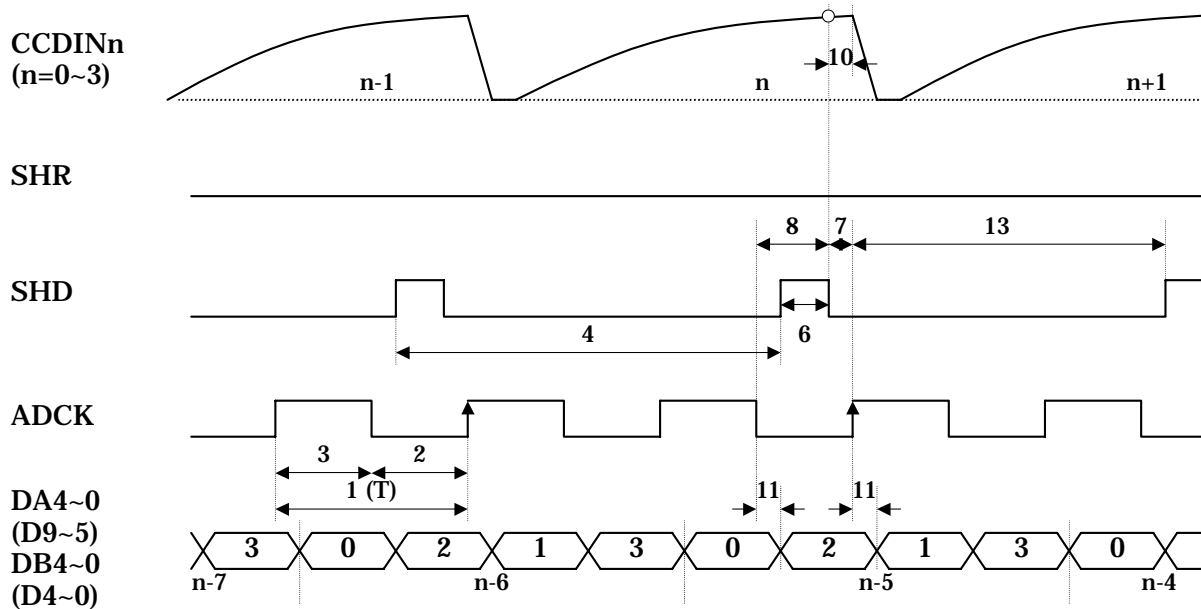 CCDINn
(n=0~3)
10
n-1
n
n+1
SHR
8
7
13
SHD
4
6
ADCK
3
2
1 (T)
11
11
DA4~0
(D9~5)
DB4~0
(D4~0)
3
0
2
1
3
0
2
1
3
0
n-7
n-6
n-5
n-4